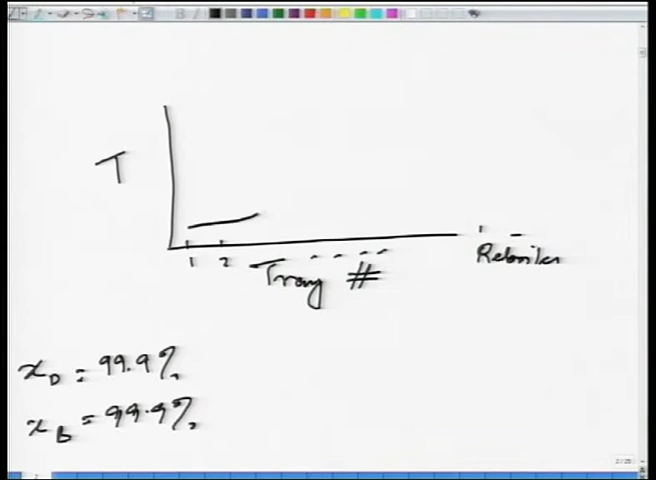 T
1 2 Tray # Reboiler
x_D = 99.9%
x_B = 99.9%